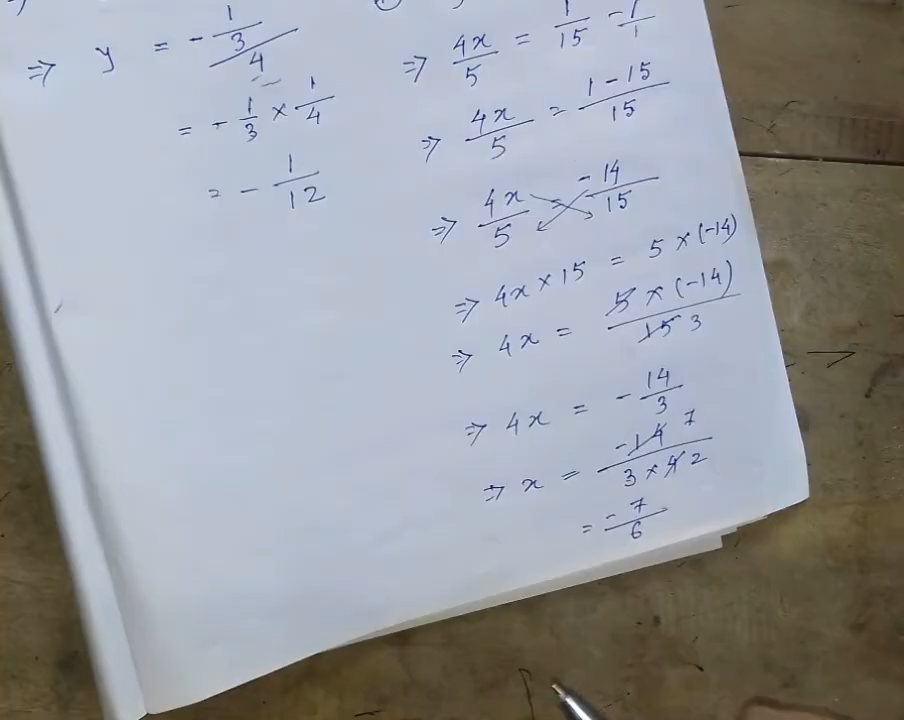 ⇒ y = - 1/3/4
= - 1/3 × 1/4
= - 1/12
⇒ 4x/5 = 1/15 - 1/1
⇒ 4x/5 = 1-15/15
⇒ 4x/5 = -14/15
⇒ 4x × 15 = 5 × (-14)
⇒ 4x = 5 × (-14)/15 3
⇒ 4x = - 14/3
⇒ x = -14 7/3 × 4 2
= -7/6